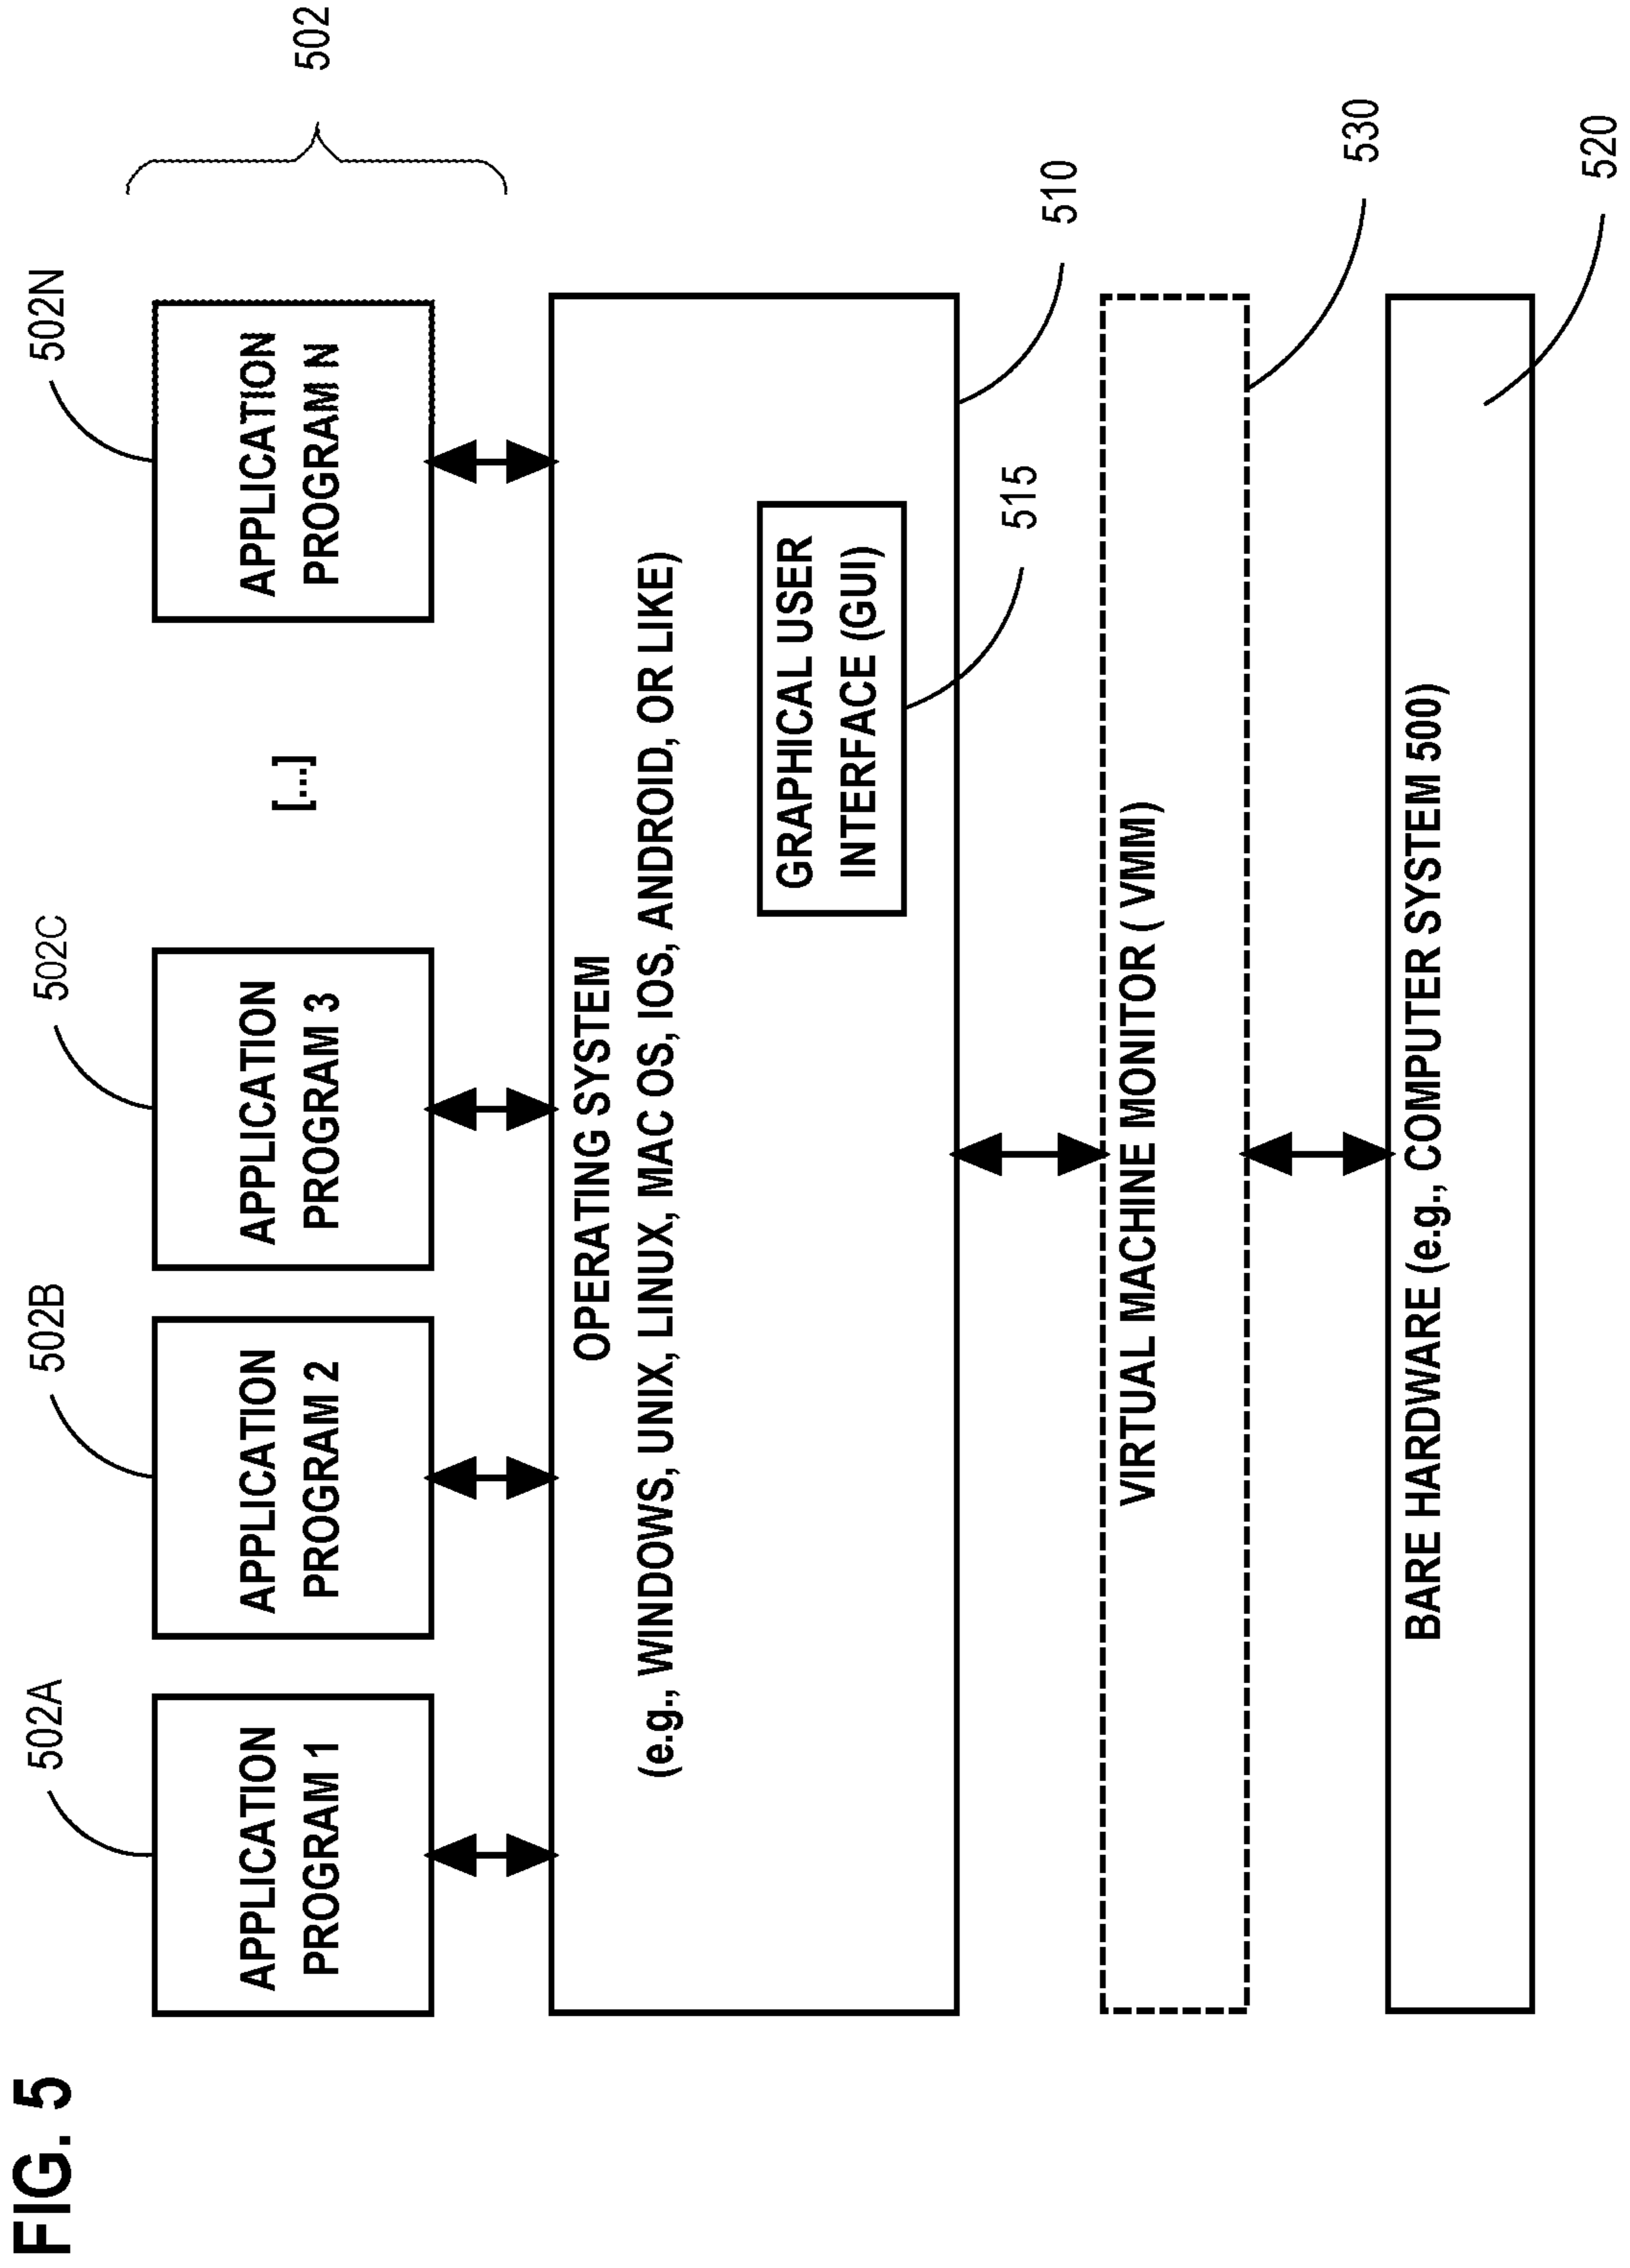 FIG. 5
502A
502B
502C
502N
502
APPLICATION
PROGRAM 1
APPLICATION
PROGRAM 2
APPLICATION
PROGRAM 3
[...]
APPLICATION
PROGRAM N
OPERATING SYSTEM
(e.g., WINDOWS, UNIX, LINUX, MAC OS, IOS, ANDROID, OR LIKE)
GRAPHICAL USER
INTERFACE (GUI)
515
510
VIRTUAL MACHINE MONITOR ( VMM)
530
BARE HARDWARE (e.g., COMPUTER SYSTEM 500)
520